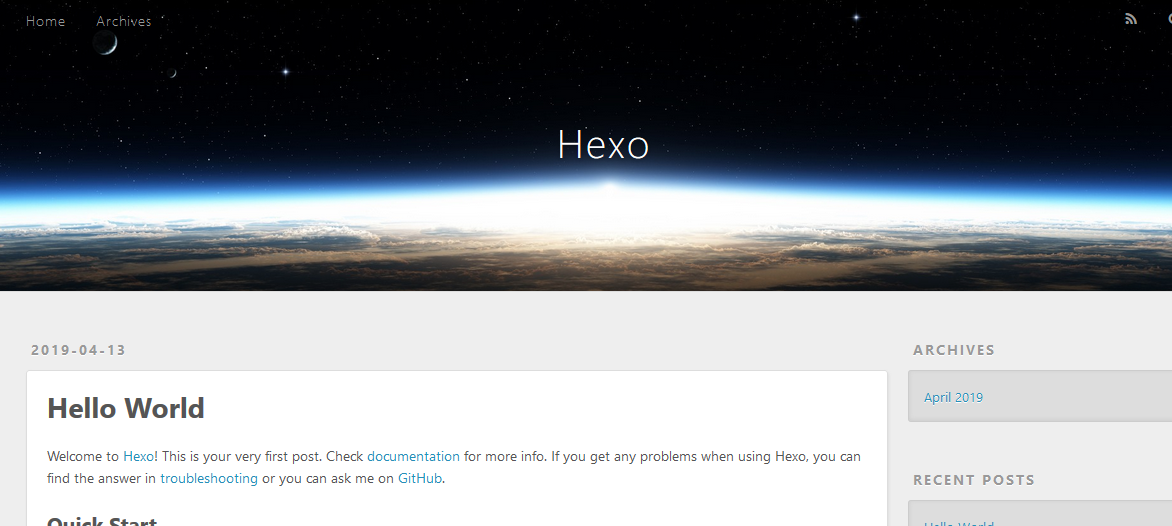 Home Archives
Hexo
2019-04-13
Hello World
Welcome to Hexo! This is your very first post. Check documentation for more info. If you get any problems when using Hexo, you can
find the answer in troubleshooting or you can ask me on GitHub.
Quick Start
ARCHIVES
April 2019
RECENT POSTS
Hello World